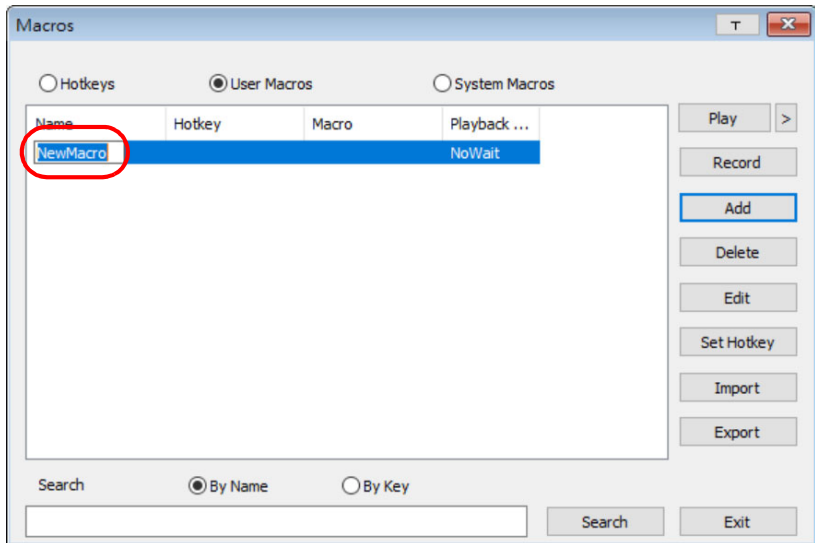 Macros T
Hotkeys User Macros System Macros
Name Hotkey Macro Playback ... Play >
NewMacro NoWait
Record
Add
Delete
Edit
Set Hotkey
Import
Export
Search By Name By Key
Search Exit